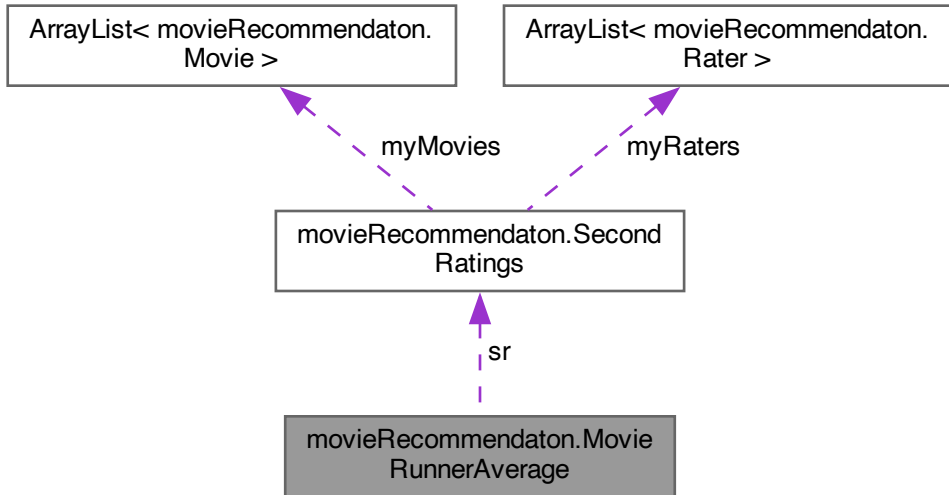 ArrayList< movieRecommendaton.
Movie >
ArrayList< movieRecommendaton.
Rater >
myMovies
myRaters
movieRecommendaton.Second
Ratings
sr
movieRecommendaton.Movie
RunnerAverage